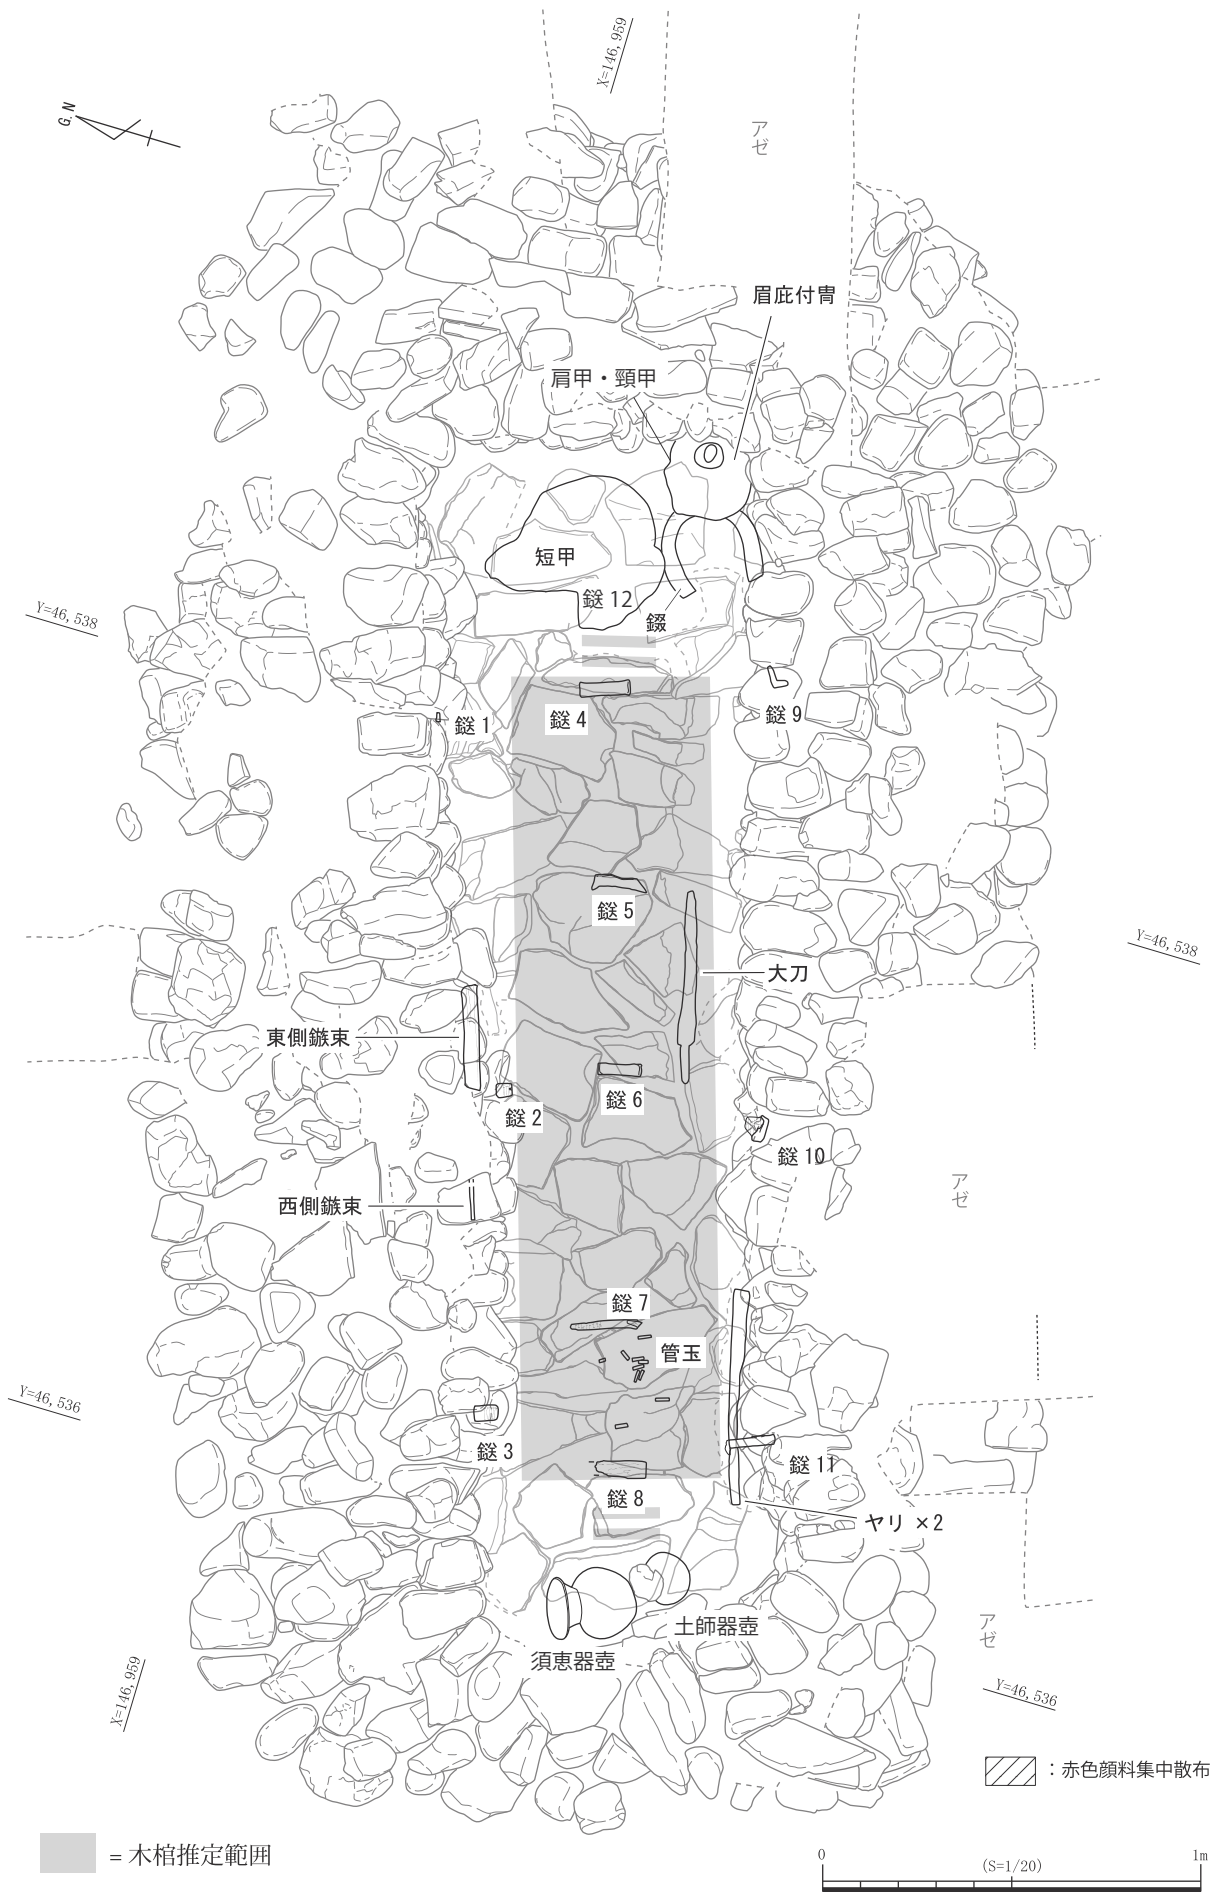 X=146,959
G.N
アゼ
眉庇付冑
肩甲・頸甲
短甲
鎹 12
錣
Y=46,538
鎹 1
鎹 4
鎹 9
鎹 5
Y=46,538
大刀
東側鏃束
鎹 6
鎹 2
鎹 10
アゼ
西側鏃束
鎹 7
管玉
Y=46,536
鎹 3
鎹 11
鎹 8
ヤリ ×2
土師器壺
アゼ
須恵器壺
X=146,959
Y=46,536
：赤色顔料集中散布
= 木棺推定範囲
0
(S=1/20)
1m